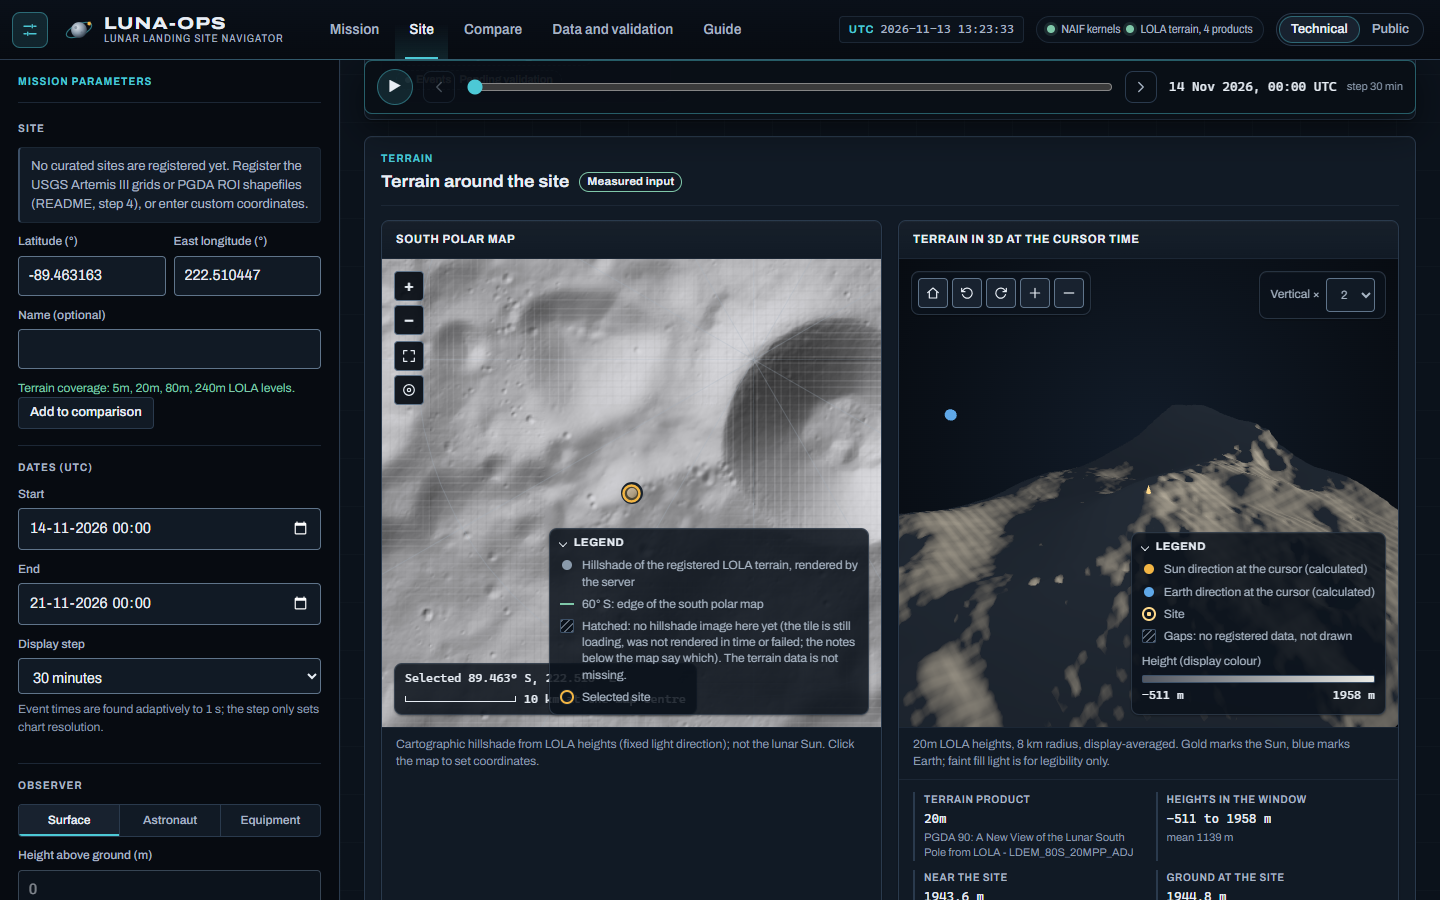 LUNA-OPS
LUNAR LANDING SITE NAVIGATOR
Mission
Site
Compare
Data and validation
Guide
UTC 2026-11-13 13:23:33
NAIF kernels
LOLA terrain, 4 products
Technical
Public
MISSION PARAMETERS
SITE
No curated sites are registered yet. Register the
USGS Artemis III grids or PGDA ROI shapefiles
(README, step 4), or enter custom coordinates.
Latitude (°)
East longitude (°)
-89.463163
222.510447
Name (optional)
Terrain coverage: 5m, 20m, 80m, 240m LOLA levels.
Add to comparison
DATES (UTC)
Start
14-11-2026 00:00
End
21-11-2026 00:00
Display step
30 minutes
Event times are found adaptively to 1 s; the step only sets
chart resolution.
OBSERVER
Surface
Astronaut
Equipment
Height above ground (m)
0
Events
validation
14 Nov 2026, 00:00 UTC
step 30 min
TERRAIN
Terrain around the site
Measured input
SOUTH POLAR MAP
LEGEND
Hillshade of the registered LOLA terrain, rendered by
the server
60° S: edge of the south polar map
Hatched: no hillshade image here yet (the tile is still
loading, was not rendered in time or failed; the notes
below the map say which). The terrain data is not
missing.
Selected site
Selected 89.463° S,
10
Cartographic hillshade from LOLA heights (fixed light direction); not the lunar Sun. Click
the map to set coordinates.
TERRAIN IN 3D AT THE CURSOR TIME
Vertical ×
2
LEGEND
Sun direction at the cursor (calculated)
Earth direction at the cursor (calculated)
Site
Gaps: no registered data, not drawn
Height (display colour)
−511 m
1958 m
20m LOLA heights, 8 km radius, display-averaged. Gold marks the Sun, blue marks
Earth; faint fill light is for legibility only.
TERRAIN PRODUCT
20m
PGDA 90: A New View of the Lunar South
Pole from LOLA - LDEM_80S_20MPP_ADJ
HEIGHTS IN THE WINDOW
−511 to 1958 m
mean 1139 m
NEAR THE SITE
1943.6 m
GROUND AT THE SITE
1944.8 m